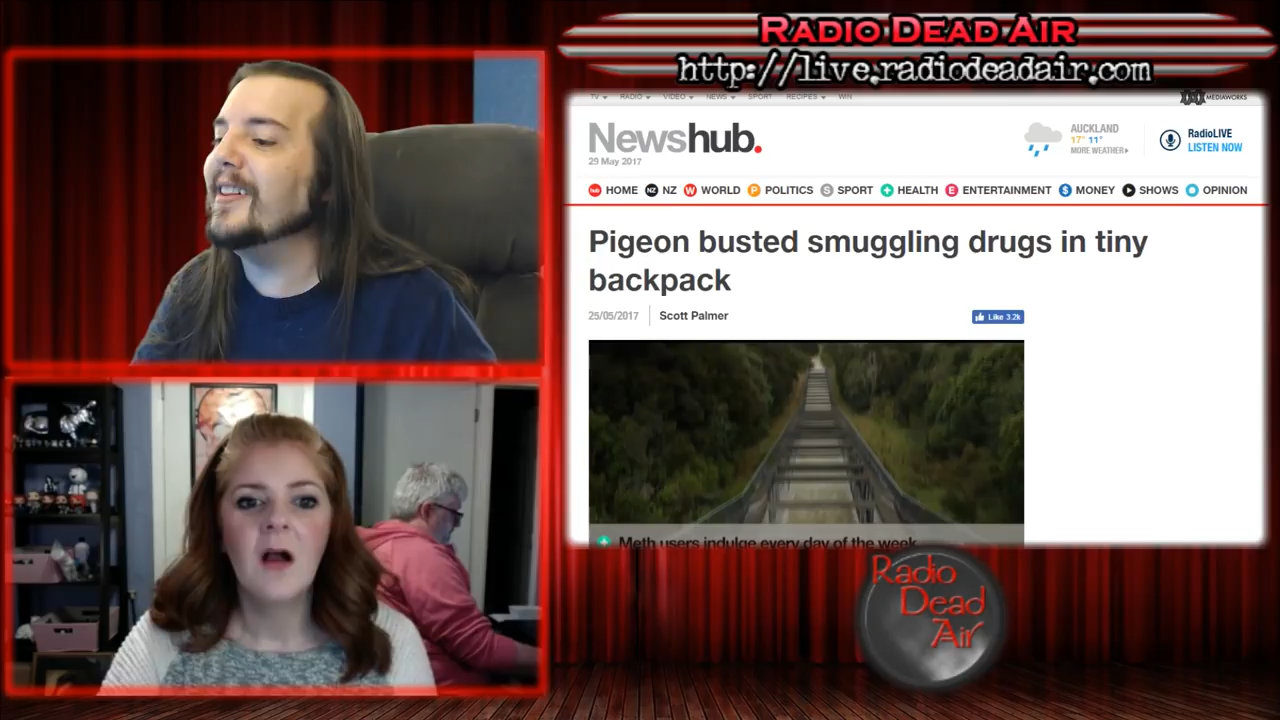 RADIO DEAD AIR
http://live.radiodeadair.com
TV RADIO VIDEO NEWS SPORT RECIPES WIN
MEDIAWORKS
Newshub.
29 May 2017
AUCKLAND
17° 11°
MORE WEATHER
RadioLIVE
LISTEN NOW
hub HOME NZ NZ W WORLD P POLITICS S SPORT HEALTH E ENTERTAINMENT $ MONEY SHOWS OPINION
Pigeon busted smuggling drugs in tiny
backpack
25/05/2017 Scott Palmer
Like 3.2k
Meth users indulge every day of the week
Radio
Dead
Air